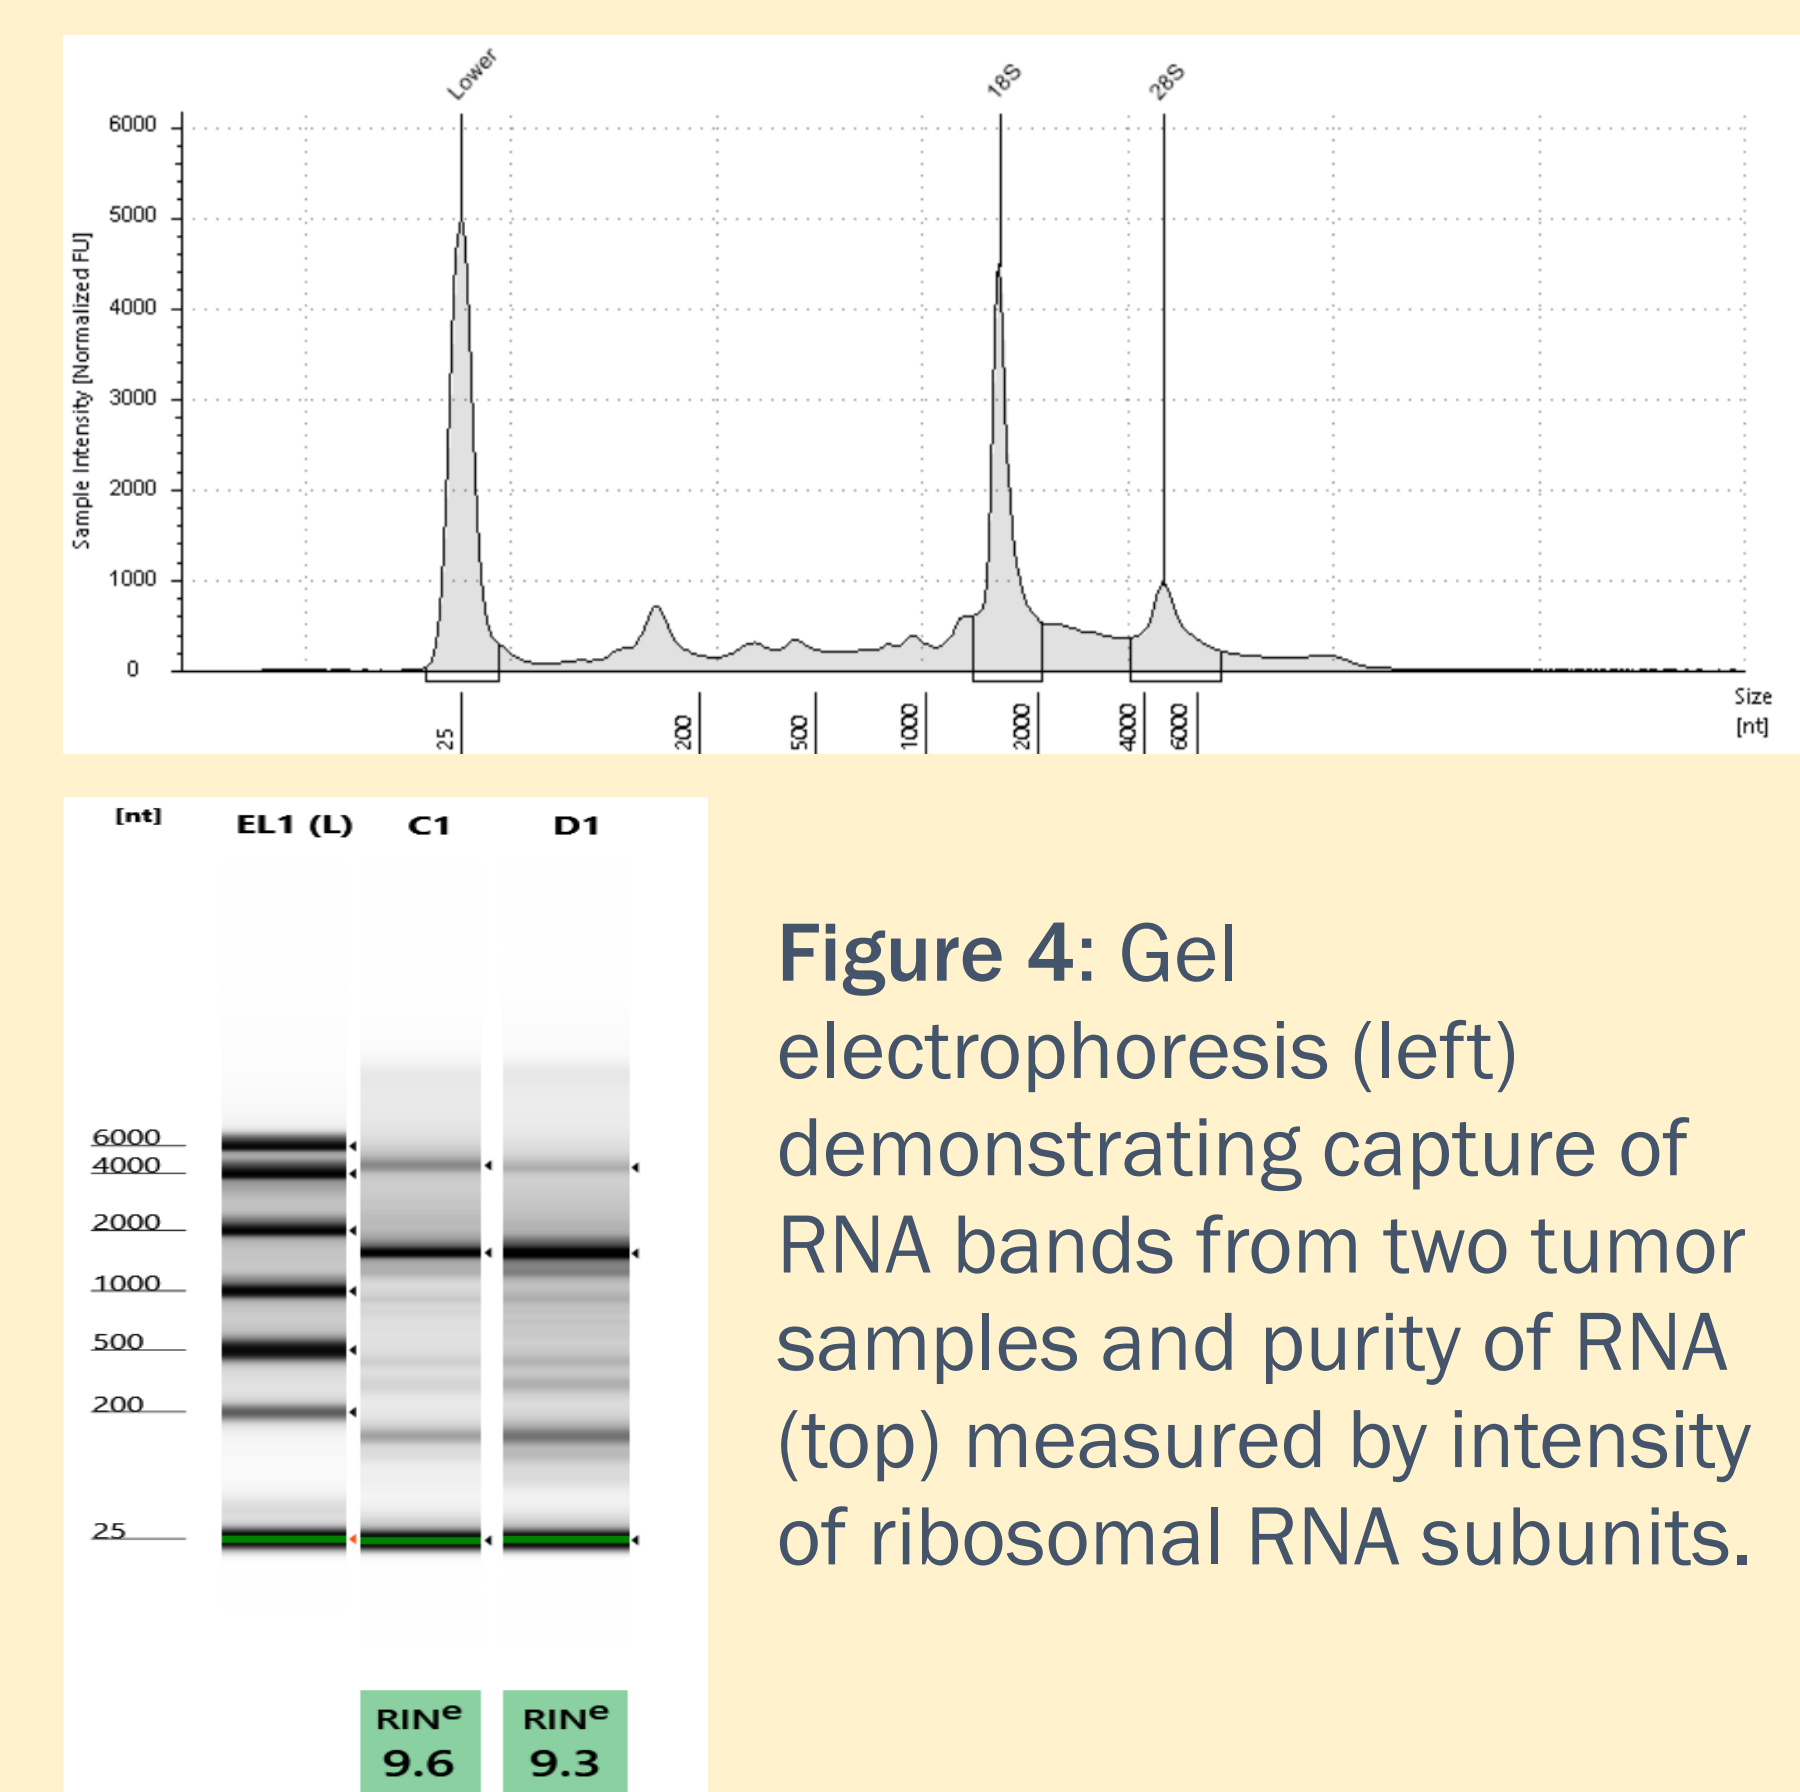 Lower
18S
28S
6000
5000
4000
3000
2000
1000
0
Sample Intensity [Normalized FU]
25
200
500
1000
2000
4000
6000
Size
[nt]
[nt]
EL1 (L)
C1
D1
6000
4000
2000
1000
500
200
25
RINe
9.6
RINe
9.3
Figure 4: Gel
electrophoresis (left)
demonstrating capture of
RNA bands from two tumor
samples and purity of RNA
(top) measured by intensity
of ribosomal RNA subunits.